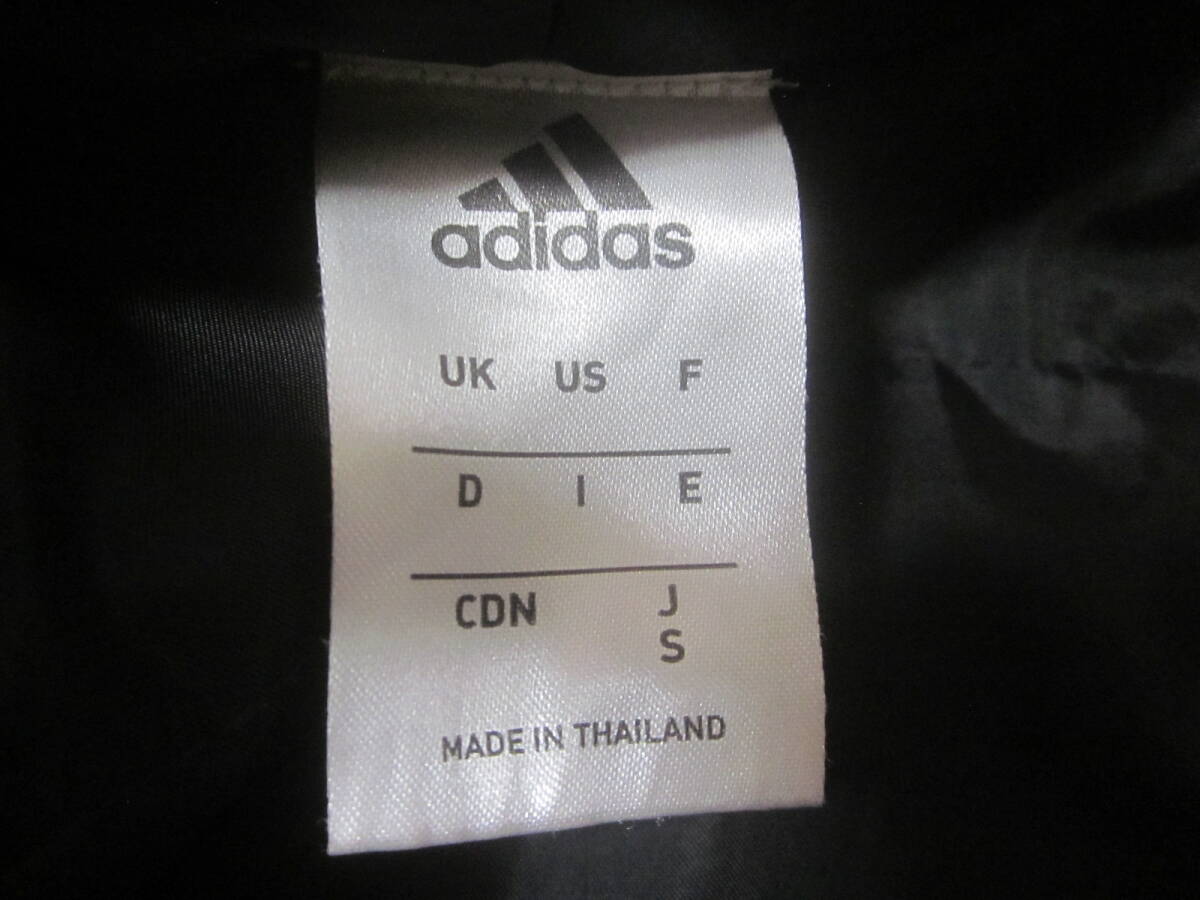 adidas
UK US F
D I E
CDN J
S
MADE IN THAILAND